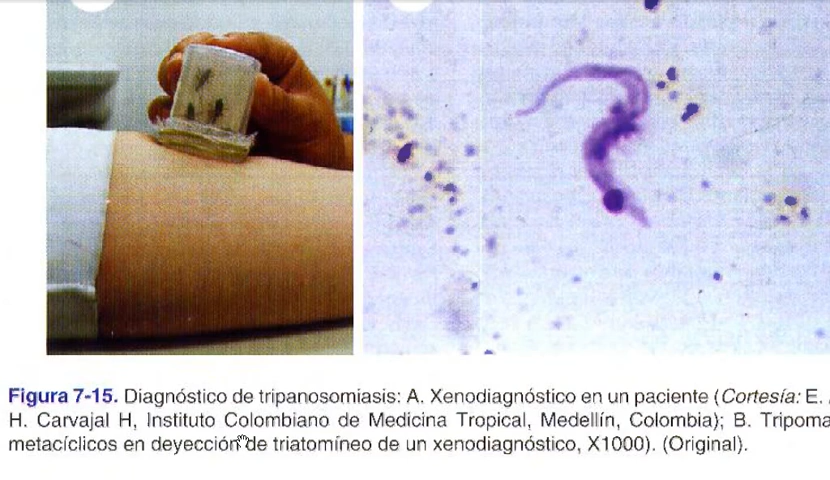 Figura 7-15. Diagnóstico de tripanosomiasis: A. Xenodiagnóstico en un paciente (Cortesía: E.
H. Carvajal H, Instituto Colombiano de Medicina Tropical, Medellín, Colombia); B. Tripoma
metacíclicos en deyección de triatomíneo de un xenodiagnóstico, X1000). (Original).